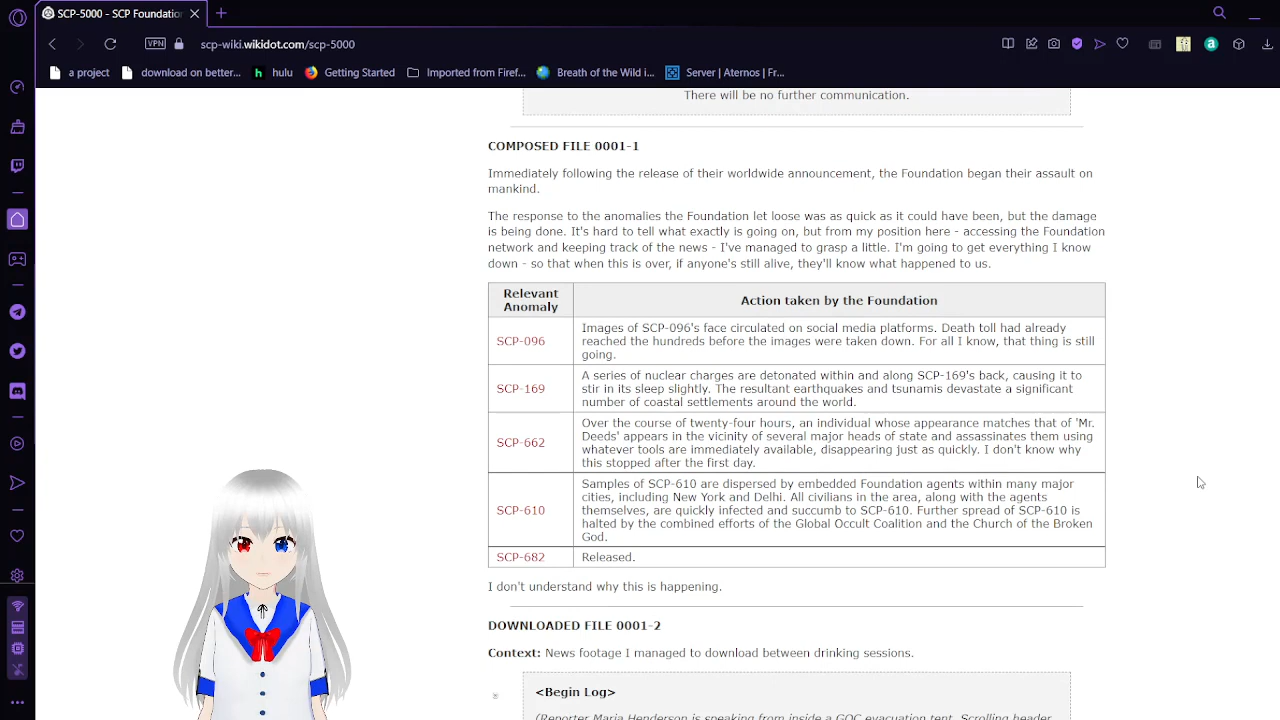 SCP-5000 - SCP Foundation
VPN
scp-wiki.wikidot.com/scp-5000
a project
download on better...
hulu
Getting Started
Imported from Firef...
Breath of the Wild i...
Server | Aternos | Fr...
There will be no further communication.
COMPOSED FILE 0001-1
Immediately following the release of their worldwide announcement, the Foundation began their assault on
mankind.
The response to the anomalies the Foundation let loose was as quick as it could have been, but the damage
is being done. It's hard to tell what exactly is going on, but from my position here - accessing the Foundation
network and keeping track of the news - I've managed to grasp a little. I'm going to get everything I know
down - so that when this is over, if anyone's still alive, they'll know what happened to us.
Relevant
Anomaly
Action taken by the Foundation
SCP-096
Images of SCP-096's face circulated on social media platforms. Death toll had already
reached the hundreds before the images were taken down. For all I know, that thing is still
going.
SCP-169
A series of nuclear charges are detonated within and along SCP-169's back, causing it to
stir in its sleep slightly. The resultant earthquakes and tsunamis devastate a significant
number of coastal settlements around the world.
SCP-662
Over the course of twenty-four hours, an individual whose appearance matches that of 'Mr.
Deeds' appears in the vicinity of several major heads of state and assassinates them using
whatever tools are immediately available, disappearing just as quickly. I don't know why
this stopped after the first day.
SCP-610
Samples of SCP-610 are dispersed by embedded Foundation agents within many major
cities, including New York and Delhi. All civilians in the area, along with the agents
themselves, are quickly infected and succumb to SCP-610. Further spread of SCP-610 is
halted by the combined efforts of the Global Occult Coalition and the Church of the Broken
God.
SCP-682
Released.
I don't understand why this is happening.
DOWNLOADED FILE 0001-2
Context: News footage I managed to download between drinking sessions.
<Begin Log>
(Reporter Maria Henderson is speaking from inside a GOC evacuation tent. Scrolling header